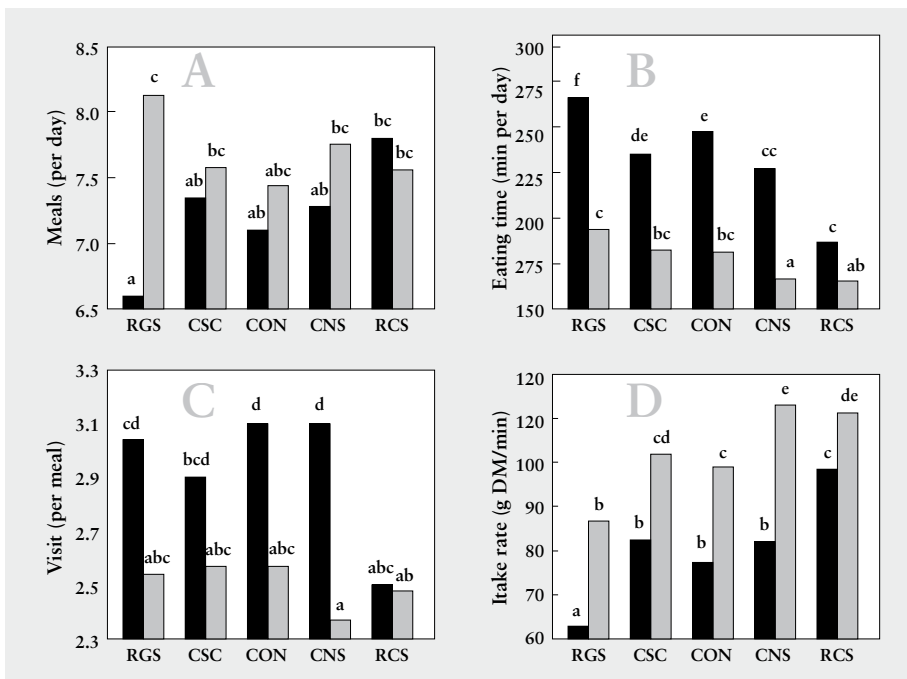 A
Meals (per day)
8.5
8.0
7.5
7.0
6.5
a
c
ab
bc
ab
abc
ab
bc
bc
bc
RGS CSC CON CNS RCS
B
Eating time (min per day)
300
275
250
225
200
275
150
f
c
de
bc
e
bc
cc
a
c
ab
RGS CSC CON CNS RCS
C
Visit (per meal)
3.3
3.1
2.9
2.7
2.5
2.3
cd
abc
bcd
abc
d
abc
d
a
abc
ab
RGS CSC CON CNS RCS
D
Itake rate (g DM/min)
120
120
100
90
80
70
60
a
b
b
cd
b
c
b
e
c
de
RGS CSC CON CNS RCS